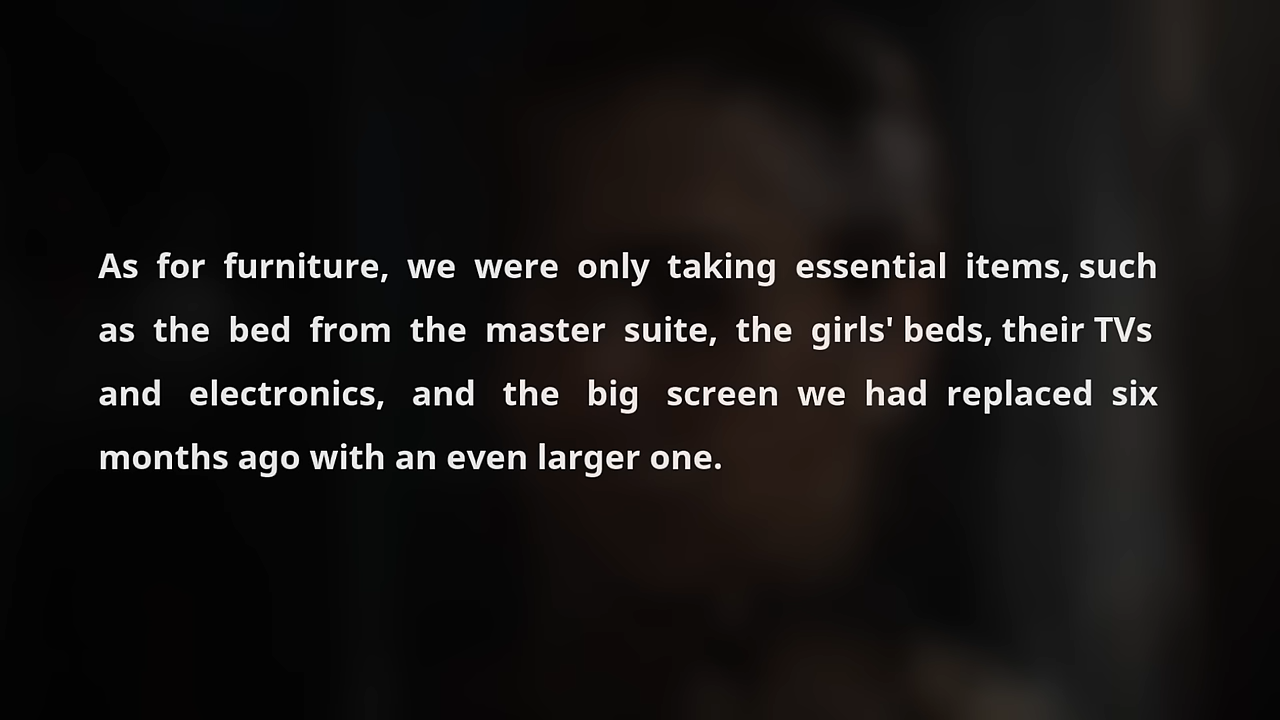 As for furniture, we were only taking essential items, such
as the bed from the master suite, the girls' beds, their TVs
and electronics, and the big screen we had replaced six
months ago with an even larger one.